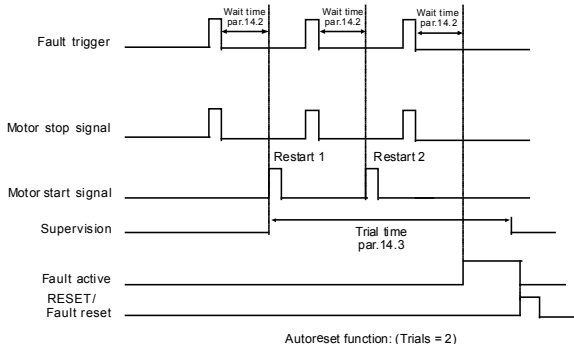 Wait time
par.14.2
Wait time
par.14.2
Wait time
par.14.2
Fault trigger
Motor stop signal
Restart 1
Restart 2
Motor start signal
Supervision
Trial time
par.14.3
Fault active
RESET/
Fault reset
Autoreset function: (Trials = 2)